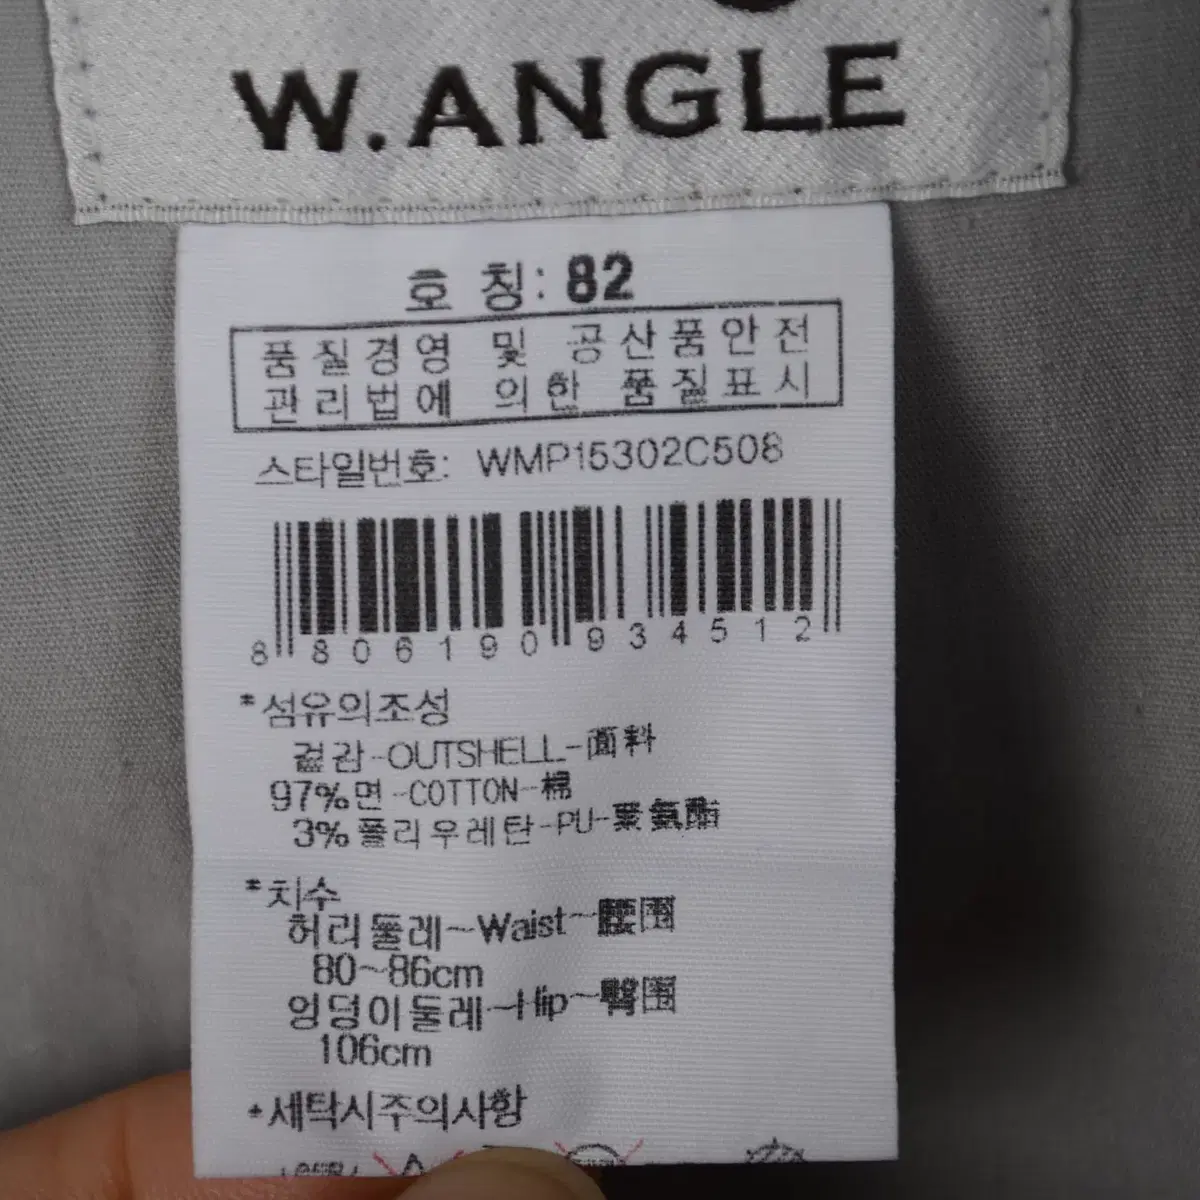 W.ANGLE
호 칭: 82
품질경영 및 공산품안전
관리법에 의한 품질표시
스타일번호: WMP15302C508
8 806190 934512
*섬유의조성
겉감-OUTSHELL-面料
97%면-COTTON-棉
3%폴리우레탄-PU-聚氨酯
*치수
허리둘레~Waist~腰围
80~86cm
엉덩이둘레~Hip~臀围
106cm
*세탁시주의사항